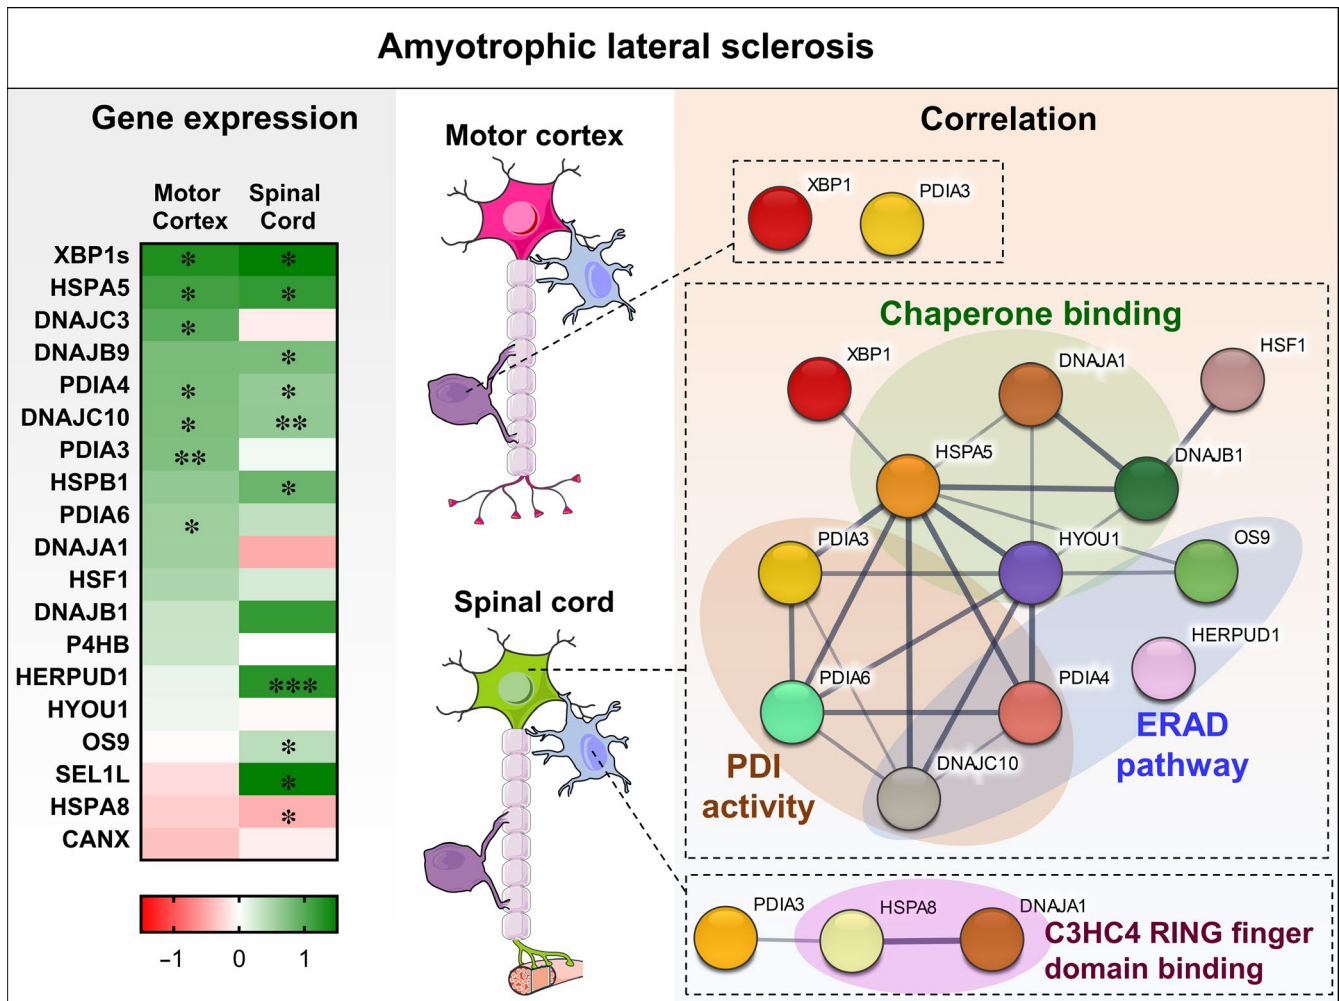 Amyotrophic lateral sclerosis
Gene expression
Motor Cortex
Spinal Cord
XBP1s * *
HSPA5 * *
DNAJC3 *
DNAJB9 *
PDIA4 * *
DNAJC10 * **
PDIA3 **
HSPB1 *
PDIA6 *
DNAJA1
HSF1
DNAJB1
P4HB
HERPUD1 ***
HYOU1
OS9 *
SEL1L *
HSPA8 *
CANX
−1 0 1
Motor cortex
Spinal cord
Correlation
XBP1
PDIA3
Chaperone binding
XBP1
DNAJA1
HSF1
HSPA5
DNAJB1
PDIA3
HYOU1
OS9
HERPUD1
PDIA6
PDIA4
DNAJC10
PDI
activity
ERAD
pathway
PDIA3
HSPA8
DNAJA1
C3HC4 RING finger
domain binding